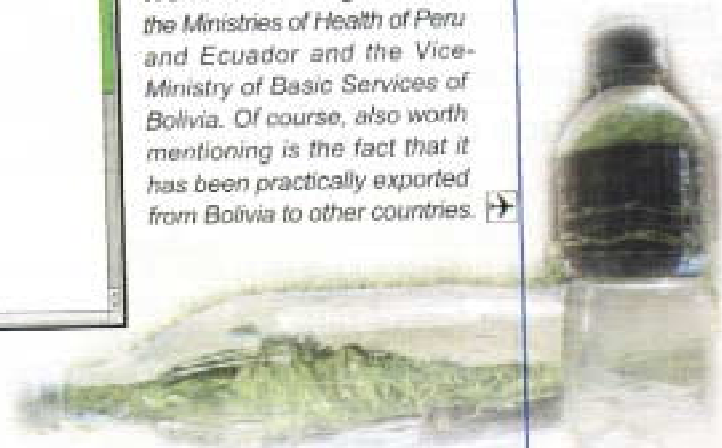 the Ministries of Health of Peru
and Ecuador and the Vice-
Ministry of Basic Services of
Bolivia. Of course, also worth
mentioning is the fact that it
has been practically exported
from Bolivia to other countries.